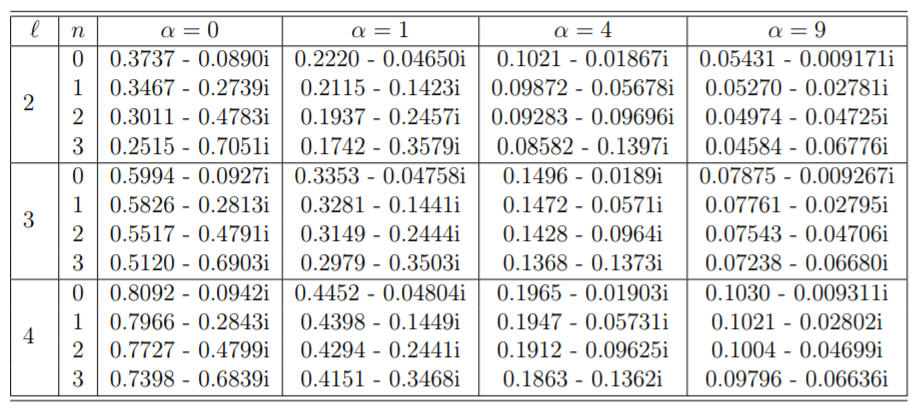 ℓ n α = 0 α = 1 α = 4 α = 9
2 0 0.3737 - 0.0890i 0.2220 - 0.04650i 0.1021 - 0.01867i 0.05431 - 0.009171i
1 0.3467 - 0.2739i 0.2115 - 0.1423i 0.09872 - 0.05678i 0.05270 - 0.02781i
2 0.3011 - 0.4783i 0.1937 - 0.2457i 0.09283 - 0.09696i 0.04974 - 0.04725i
3 0.2515 - 0.7051i 0.1742 - 0.3579i 0.08582 - 0.1397i 0.04584 - 0.06776i
3 0 0.5994 - 0.0927i 0.3353 - 0.04758i 0.1496 - 0.0189i 0.07875 - 0.009267i
1 0.5826 - 0.2813i 0.3281 - 0.1441i 0.1472 - 0.0571i 0.07761 - 0.02795i
2 0.5517 - 0.4791i 0.3149 - 0.2444i 0.1428 - 0.0964i 0.07543 - 0.04706i
3 0.5120 - 0.6903i 0.2979 - 0.3503i 0.1368 - 0.1373i 0.07238 - 0.06680i
4 0 0.8092 - 0.0942i 0.4452 - 0.04804i 0.1965 - 0.01903i 0.1030 - 0.009311i
1 0.7966 - 0.2843i 0.4398 - 0.1449i 0.1947 - 0.05731i 0.1021 - 0.02802i
2 0.7727 - 0.4799i 0.4294 - 0.2441i 0.1912 - 0.09625i 0.1004 - 0.04699i
3 0.7398 - 0.6839i 0.4151 - 0.3468i 0.1863 - 0.1362i 0.09796 - 0.06636i